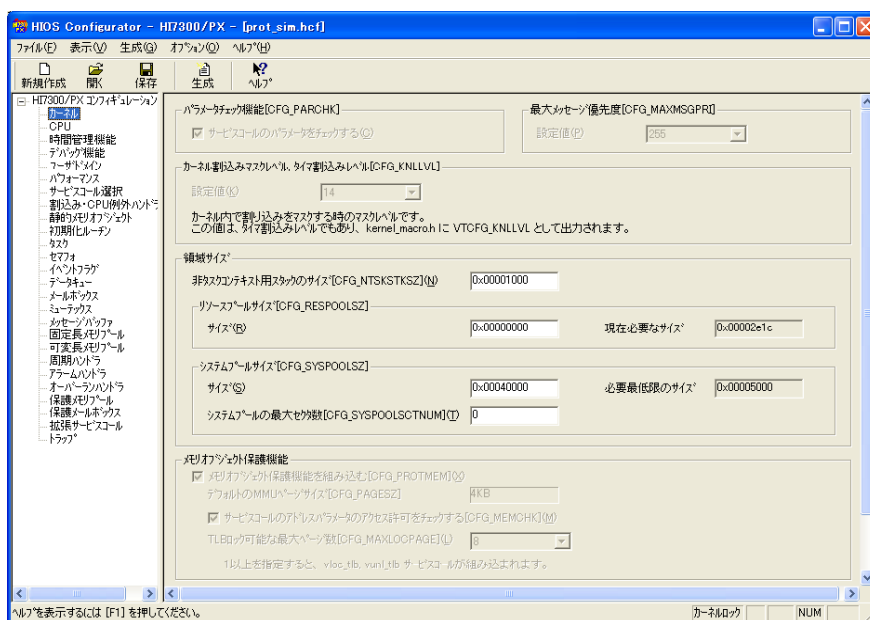 HIOS Configurator - HI7300/PX - [prot_sim.hcf]
ファイル(F) 表示(V) 生成(G) オプション(O) ヘルプ(H)
新規作成 開く 保存 生成 ヘルプ
HI7300/PX コンフィギュレーション
カーネル
CPU
時間管理機能
デバッグ機能
ユーザドメイン
パフォーマンス
サービスコール選択
割込み・CPU例外ハンドラ
静的メモリオブジェクト
初期化ルーチン
タスク
セマフォ
イベントフラグ
データキュー
メールボックス
ミューテックス
メッセージバッファ
固定長メモリプール
可変長メモリプール
周期ハンドラ
アラームハンドラ
オーバーランハンドラ
保護メモリプール
保護メールボックス
拡張サービスコール
トラップ
パラメータチェック機能[CFG_PARCHK]
サービスコールのパラメータをチェックする(C)
最大メッセージ優先度[CFG_MAXMSGPRI]
設定値(P) 255
カーネル割込みマスクレベル、タイマ割込みレベル[CFG_KNLLVL]
設定値(K) 14
カーネル内で割り込みをマスクする時のマスクレベルです。
この値は、タイマ割込みレベルでもあり、kernel_macro.h に VTCFG_KNLLVL として出力されます。
領域サイズ
非タスクコンテキスト用スタックのサイズ[CFG_NTSKSTKSZ](N) 0x00001000
リソースプールサイズ[CFG_RESPOOLSZ]
サイズ(R) 0x00000000 現在必要なサイズ 0x00002e1c
システムプールサイズ[CFG_SYSPOOLSZ]
サイズ(S) 0x00040000 必要最低限のサイズ 0x00005000
システムプールの最大セクタ数[CFG_SYSPOOLSCTNUM](T) 0
メモリオブジェクト保護機能
メモリオブジェクト保護機能を組み込む[CFG_PROTMEM](X)
デフォルトのMMUページサイズ[CFG_PAGESZ] 4KB
サービスコールのアドレスパラメータのアクセス許可をチェックする[CFG_MEMCHK](M)
TLBロック可能な最大ページ数[CFG_MAXLOCPAGE](L) 8
1以上を指定すると、vloc_tlb, vunl_tlb サービスコールが組み込まれます。
ヘルプを表示するには [F1] を押してください。 カーネルロック NUM